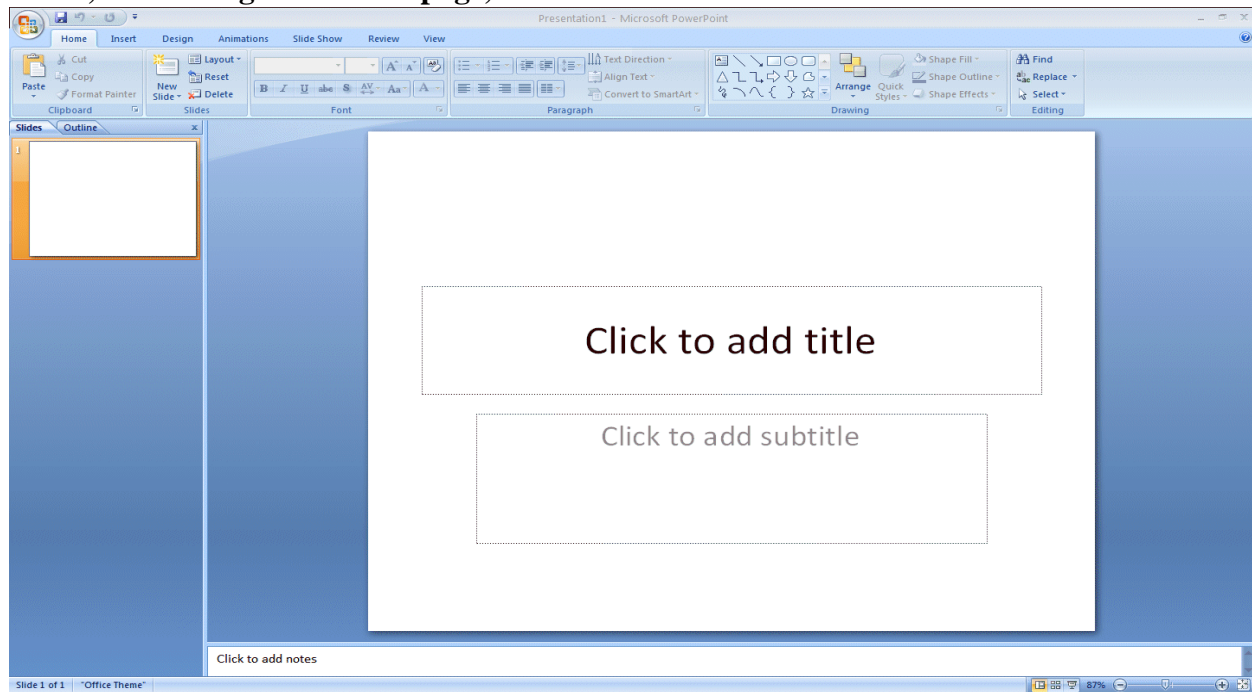 Presentation1 - Microsoft PowerPoint
Home Insert Design Animations Slide Show Review View
Cut
Copy
Format Painter
Paste
Clipboard
New Slide
Layout
Reset
Delete
Slides
B I U abc S AV Aa A
Font
Text Direction
Align Text
Convert to SmartArt
Paragraph
Arrange
Quick Styles
Shape Fill
Shape Outline
Shape Effects
Drawing
Find
Replace
Select
Editing
Slides Outline
1
Click to add title
Click to add subtitle
Click to add notes
Slide 1 of 1 "Office Theme" 87%